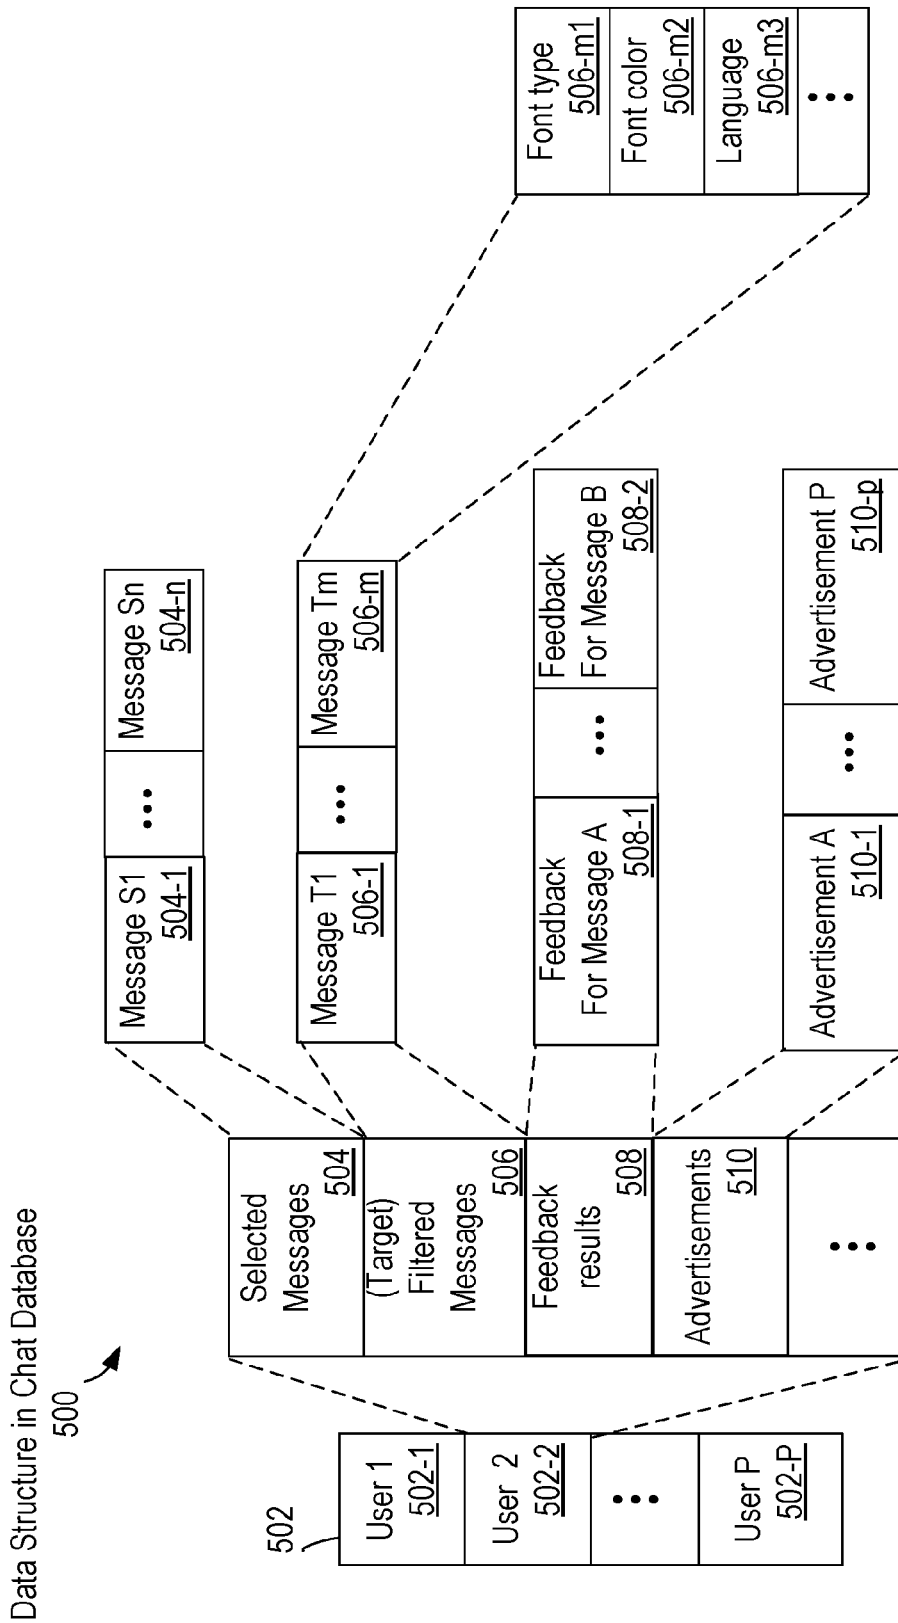 Data Structure in Chat Database
500
502
User 1
502-1
User 2
502-2
...
User P
502-P
Selected
Messages
504
(Target)
Filtered
Messages
506
Feedback
results
508
Advertisements
510
...
Message S1
504-1
...
Message Sn
504-n
Message T1
506-1
...
Message Tm
506-m
Feedback
For Message A
508-1
...
Feedback
For Message B
508-2
Advertisement A
510-1
...
Advertisement P
510-p
Font type
506-m1
Font color
506-m2
Language
506-m3
...